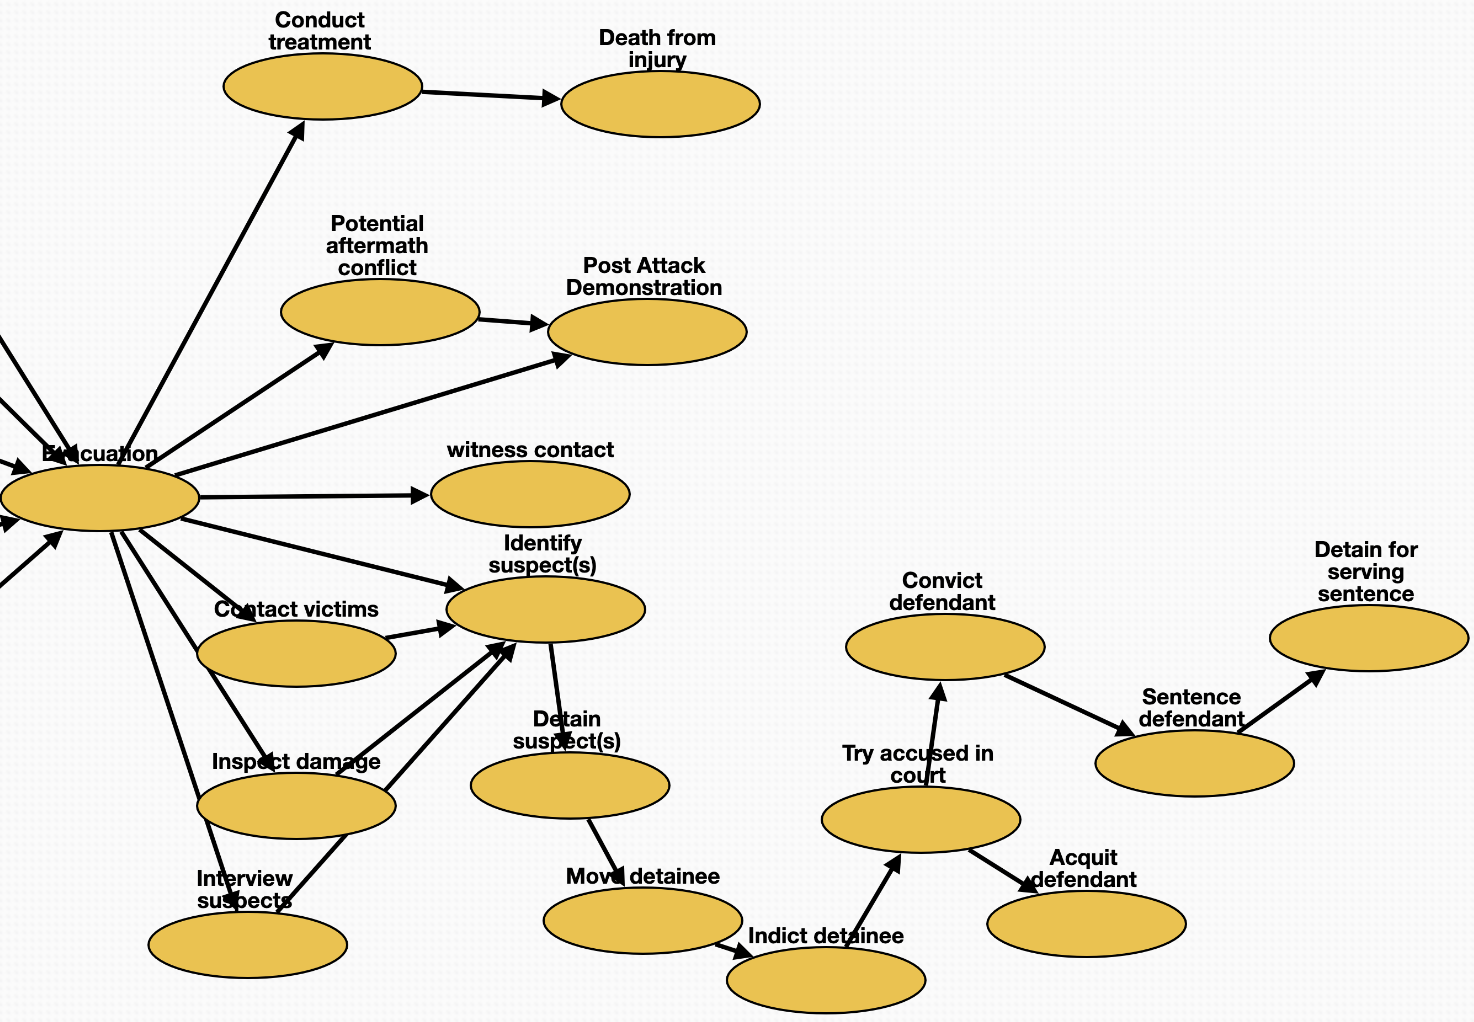 Conduct
treatment
Death from
injury
Potential
aftermath
conflict
Post Attack
Demonstration
Evacuation
witness contact
Identify
suspect(s)
Contact victims
Detain for
serving
sentence
Convict
defendant
Sentence
defendant
Detain
suspect(s)
Inspect damage
Try accused in
court
Interview
suspects
Move detainee
Acquit
defendant
Indict detainee